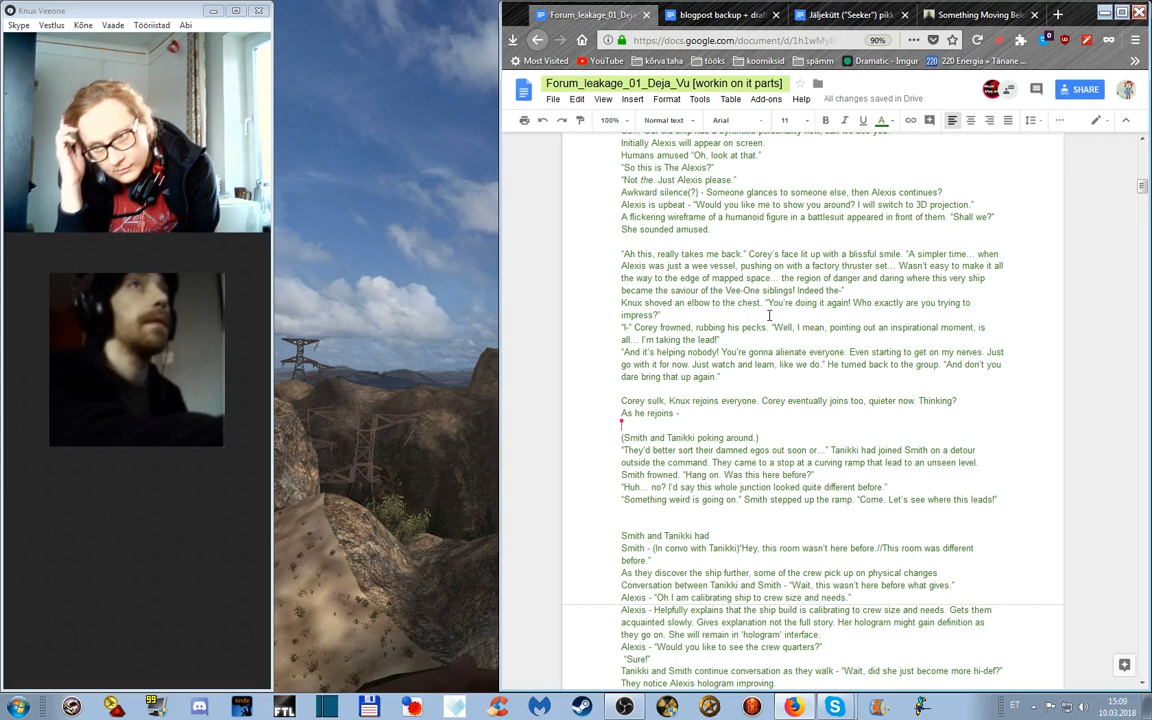 Knux Veeone
Skype Vestlus Kõne Vaade Tööriistad Abi
Forum_leakage_01_Deja_
blogpost backup + draf
Jäljekütt ("Seeker") pikk
Something Moving Bel
https://docs.google.com/document/d/1h1wMyB
90%
Most Visited YouTube kõrva taha tööks spämm Dramatic - Imgur 220 Energia » Tänane
Forum_leakage_01_Deja_Vu [workin on it parts]
File Edit View Insert Format Tools Table Add-ons Help All changes saved in Drive
SHARE
100% Normal text Arial 11
Initially Alexis will appear on screen.
Humans amused “Oh, look at that.”
“So this is The Alexis?”
“Not the. Just Alexis please.”
Awkward silence(?) - Someone glances to someone else, then Alexis continues?
Alexis is upbeat - “Would you like me to show you around? I will switch to 3D projection.”
A flickering wireframe of a humanoid figure in a battlesuit appeared in front of them. “Shall we?”
She sounded amused.
“Ah this, really takes me back.” Corey’s face lit up with a blissful smile. “A simpler time… when
Alexis was just a wee vessel, pushing on with a factory thruster set… Wasn’t easy to make it all
the way to the edge of mapped space… the region of danger and daring where this very ship
became the saviour of the Vee-One siblings! Indeed the-”
Knux shoved an elbow to the chest. “You’re doing it again! Who exactly are you trying to
impress?”
“I-” Corey frowned, rubbing his pecks. “Well, I mean, pointing out an inspirational moment, is
all… I’m taking the lead!”
“And it’s helping nobody! You’re gonna alienate everyone. Even starting to get on my nerves. Just
go with it for now. Just watch and learn, like we do.” He turned back to the group. “And don’t you
dare bring that up again.”
Corey sulk, Knux rejoins everyone. Corey eventually joins too, quieter now. Thinking?
As he rejoins -
(Smith and Tanikki poking around.)
“They’d better sort their damned egos out soon or…” Tanikki had joined Smith on a detour
outside the command. They came to a stop at a curving ramp that lead to an unseen level.
Smith frowned. “Hang on. Was this here before?”
“Huh… no? I’d say this whole junction looked quite different before.”
“Something weird is going on.” Smith stepped up the ramp. “Come. Let’s see where this leads!”
Smith and Tanikki had
Smith - (In convo with Tanikki)“Hey, this room wasn’t here before.//This room was different
before.”
As they discover the ship further, some of the crew pick up on physical changes
Conversation between Tanikki and Smith - “Wait, this wasn’t here before what gives.”
Alexis - “Oh I am calibrating ship to crew size and needs.”
Alexis - Helpfully explains that the ship build is calibrating to crew size and needs. Gets them
acquainted slowly. Gives explanation not the full story. Her hologram might gain definition as
they go on. She will remain in ‘hologram’ interface.
Alexis - “Would you like to see the crew quarters?”
“Sure!”
Tanikki and Smith continue conversation as they walk - “Wait, did she just become more hi-def?”
They notice Alexis hologram improving.
99
kindle
FTL
ET
15:09
10.03.2018